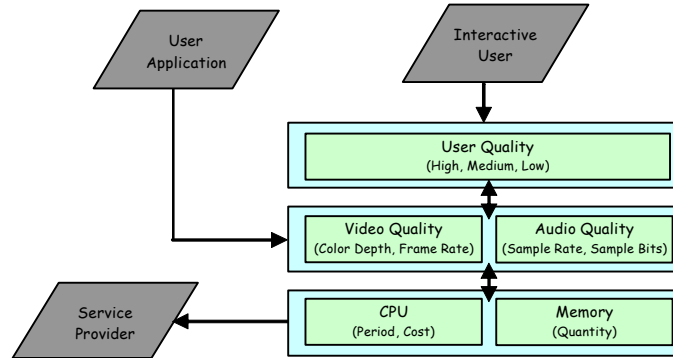 User
Application
Interactive
User
User Quality
(High, Medium, Low)
Video Quality
(Color Depth, Frame Rate)
Audio Quality
(Sample Rate, Sample Bits)
Service
Provider
CPU
(Period, Cost)
Memory
(Quantity)